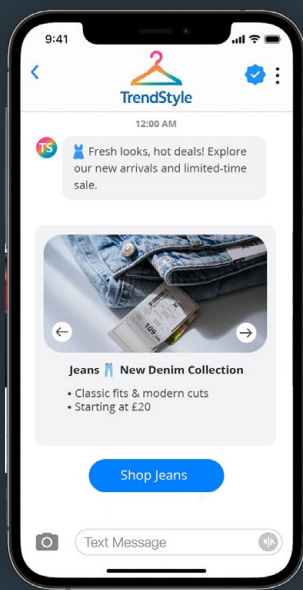 9:41
TrendStyle
12:00 AM
TS
👗 Fresh looks, hot deals! Explore
our new arrivals and limited-time
sale.
109
Jeans 👖 New Denim Collection
• Classic fits & modern cuts
• Starting at £20
Shop Jeans
Text Message